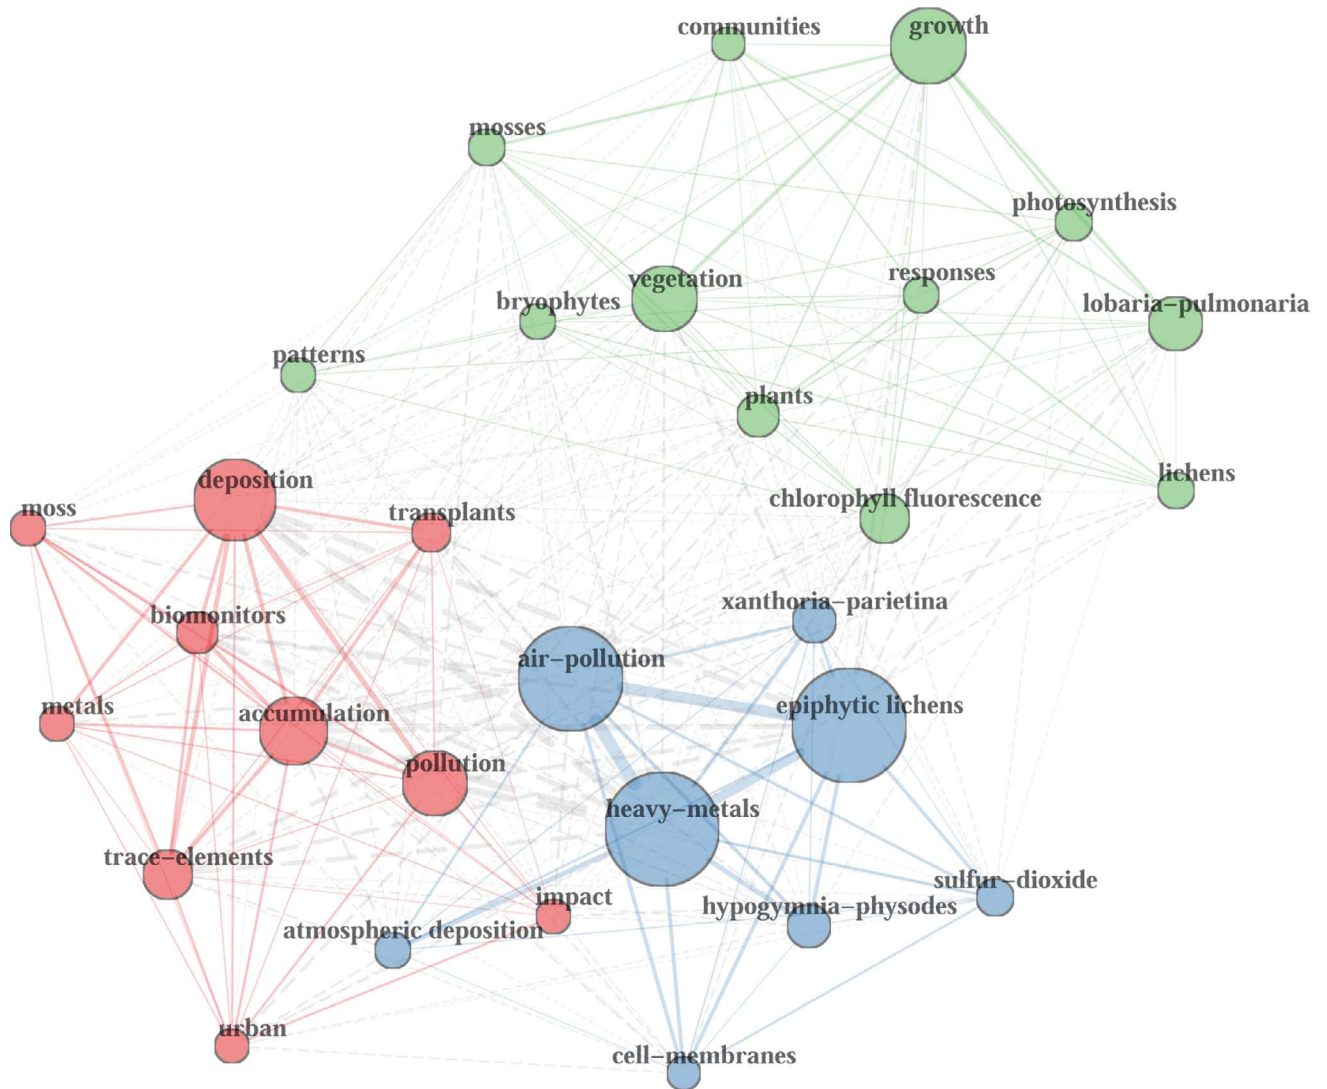 communities
growth
mosses
photosynthesis
responses
vegetation
bryophytes
lobaria-pulmonaria
patterns
plants
deposition
lichens
moss
transplants
chlorophyll fluorescence
biomonitors
xanthoria-parietina
air-pollution
metals
accumulation
epiphytic lichens
pollution
heavy-metals
trace-elements
sulfur-dioxide
impact
hypogymnia-physodes
atmospheric deposition
urban
cell-membranes